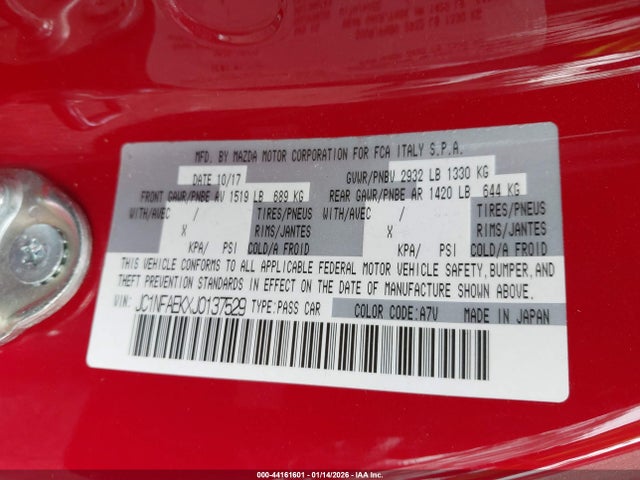 MFD. BY MAZDA MOTOR CORPORATION FOR FCA ITALY S.P.A.
DATE 10/17 GVWR/PNBV 2932 LB 1330 KG
FRONT GAWR/PNBE AV 1519 LB 689 KG REAR GAWR/PNBE AR 1420 LB 644 KG
WITH/AVEC / TIRES/PNEUS WITH/AVEC / TIRES/PNEUS
X RIMS/JANTES X RIMS/JANTES
KPA/ PSI COLD/A FROID KPA/ PSI COLD/A FROID
THIS VEHICLE CONFORMS TO ALL APPLICABLE FEDERAL MOTOR VEHICLE SAFETY, BUMPER, AND
THEFT PREVENTION STANDARDS IN EFFECT ON THE DATE OF MANUFACTURE SHOWN ABOVE.
VIN: JC1NFAEKXJ0137529 TYPE:PASS CAR COLOR CODE:A7V MADE IN JAPAN
000-44161601 - 01/14/2026 - IAA Inc.